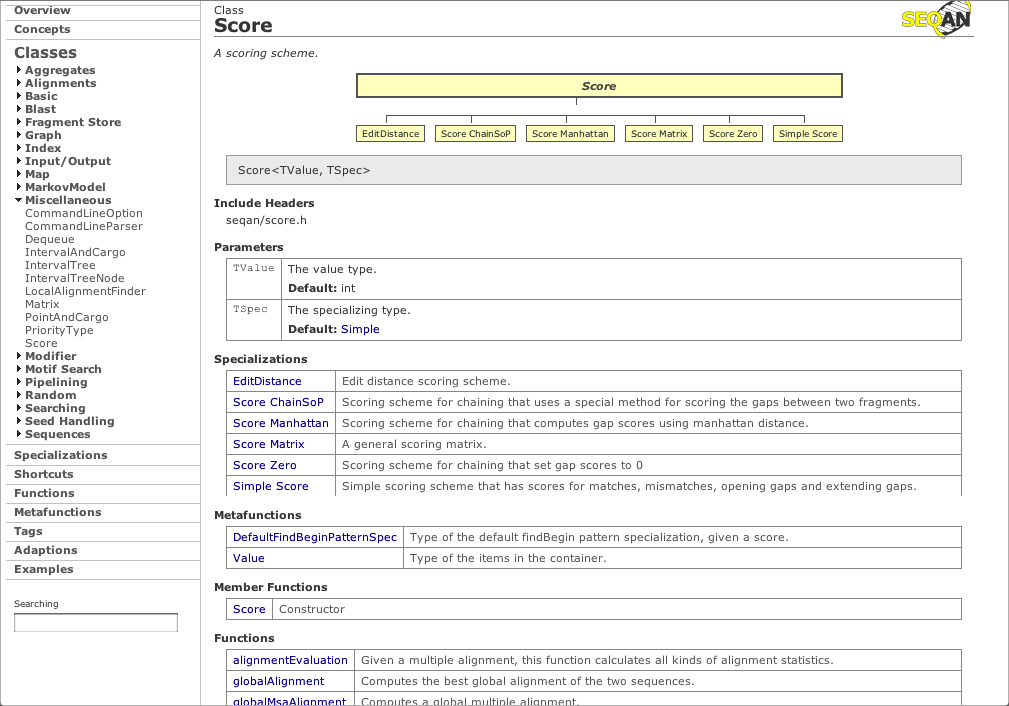 Overview
Concepts
Classes
Aggregates
Alignments
Basic
Blast
Fragment Store
Graph
Index
Input/Output
Map
MarkovModel
Miscellaneous
CommandLineOption
CommandLineParser
Dequeue
IntervalAndCargo
IntervalTree
IntervalTreeNode
LocalAlignmentFinder
Matrix
PointAndCargo
PriorityType
Score
Modifier
Motif Search
Pipelining
Random
Searching
Seed Handling
Sequences
Specializations
Shortcuts
Functions
Metafunctions
Tags
Adaptions
Examples
Searching
Class
Score
SEQAN
A scoring scheme.
Score
EditDistance Score ChainSoP Score Manhattan Score Matrix Score Zero Simple Score
Score<TValue, TSpec>
Include Headers
seqan/score.h
Parameters
TValue The value type.
Default: int
TSpec The specializing type.
Default: Simple
Specializations
EditDistance Edit distance scoring scheme.
Score ChainSoP Scoring scheme for chaining that uses a special method for scoring the gaps between two fragments.
Score Manhattan Scoring scheme for chaining that computes gap scores using manhattan distance.
Score Matrix A general scoring matrix.
Score Zero Scoring scheme for chaining that set gap scores to 0
Simple Score Simple scoring scheme that has scores for matches, mismatches, opening gaps and extending gaps.
Metafunctions
DefaultFindBeginPatternSpec Type of the default findBegin pattern specialization, given a score.
Value Type of the items in the container.
Member Functions
Score Constructor
Functions
alignmentEvaluation Given a multiple alignment, this function calculates all kinds of alignment statistics.
globalAlignment Computes the best global alignment of the two sequences.
globalMsaAlignment Computes a global multiple alignment.